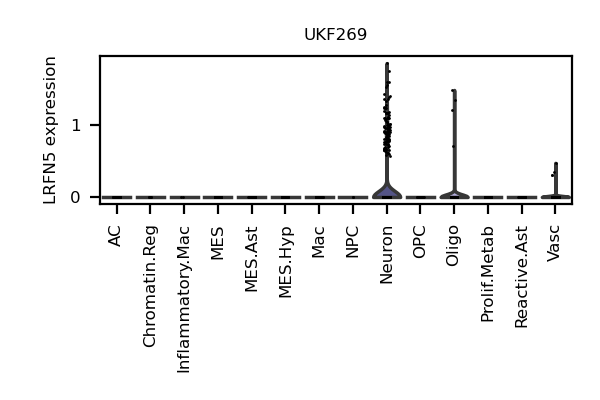 UKF269
LRFN5 expression
1
0
AC
Chromatin.Reg
Inflammatory.Mac
MES
MES.Ast
MES.Hyp
Mac
NPC
Neuron
OPC
Oligo
Prolif.Metab
Reactive.Ast
Vasc